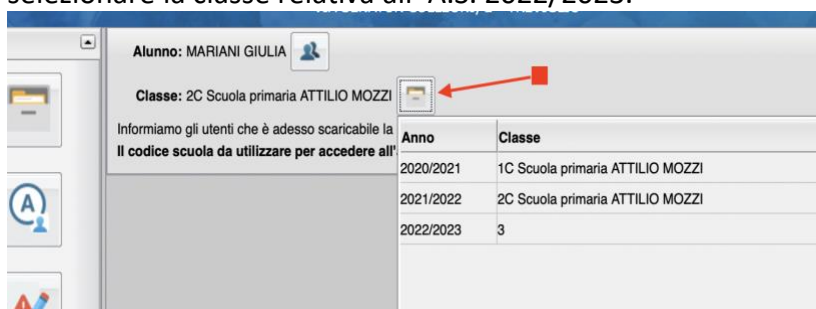 selezionare la classe relativa all' A.S. 2022/2023.
Alunno: MARIANI GIULIA
Classe: 2C Scuola primaria ATTILIO MOZZI
Informiamo gli utenti che è adesso scaricabile la
Il codice scuola da utilizzare per accedere all'
Anno Classe
2020/2021 1C Scuola primaria ATTILIO MOZZI
2021/2022 2C Scuola primaria ATTILIO MOZZI
2022/2023 3
A